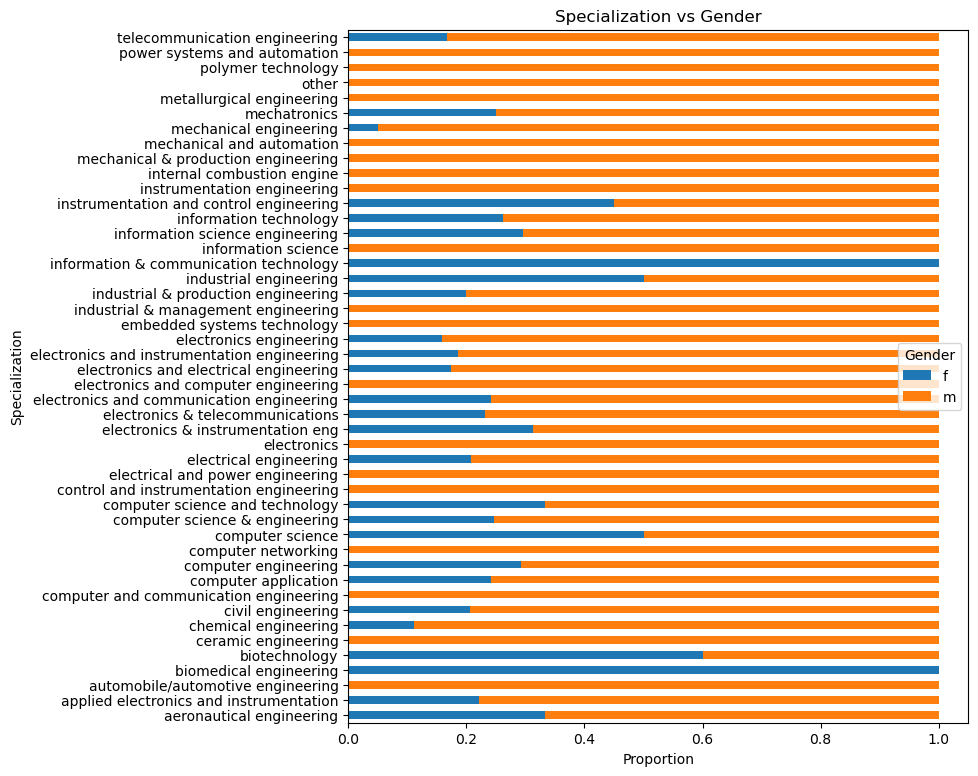 Specialization vs Gender
telecommunication engineering
power systems and automation
polymer technology
other
metallurgical engineering
mechatronics
mechanical engineering
mechanical and automation
mechanical & production engineering
internal combustion engine
instrumentation engineering
instrumentation and control engineering
information technology
information science engineering
information science
information & communication technology
industrial engineering
industrial & production engineering
industrial & management engineering
embedded systems technology
electronics engineering
electronics and instrumentation engineering
electronics and electrical engineering
electronics and computer engineering
electronics and communication engineering
electronics & telecommunications
electronics & instrumentation eng
electronics
electrical engineering
electrical and power engineering
control and instrumentation engineering
computer science and technology
computer science & engineering
computer science
computer networking
computer engineering
computer application
computer and communication engineering
civil engineering
chemical engineering
ceramic engineering
biotechnology
biomedical engineering
automobile/automotive engineering
applied electronics and instrumentation
aeronautical engineering
Specialization
Gender
f
m
0.0 0.2 0.4 0.6 0.8 1.0
Proportion